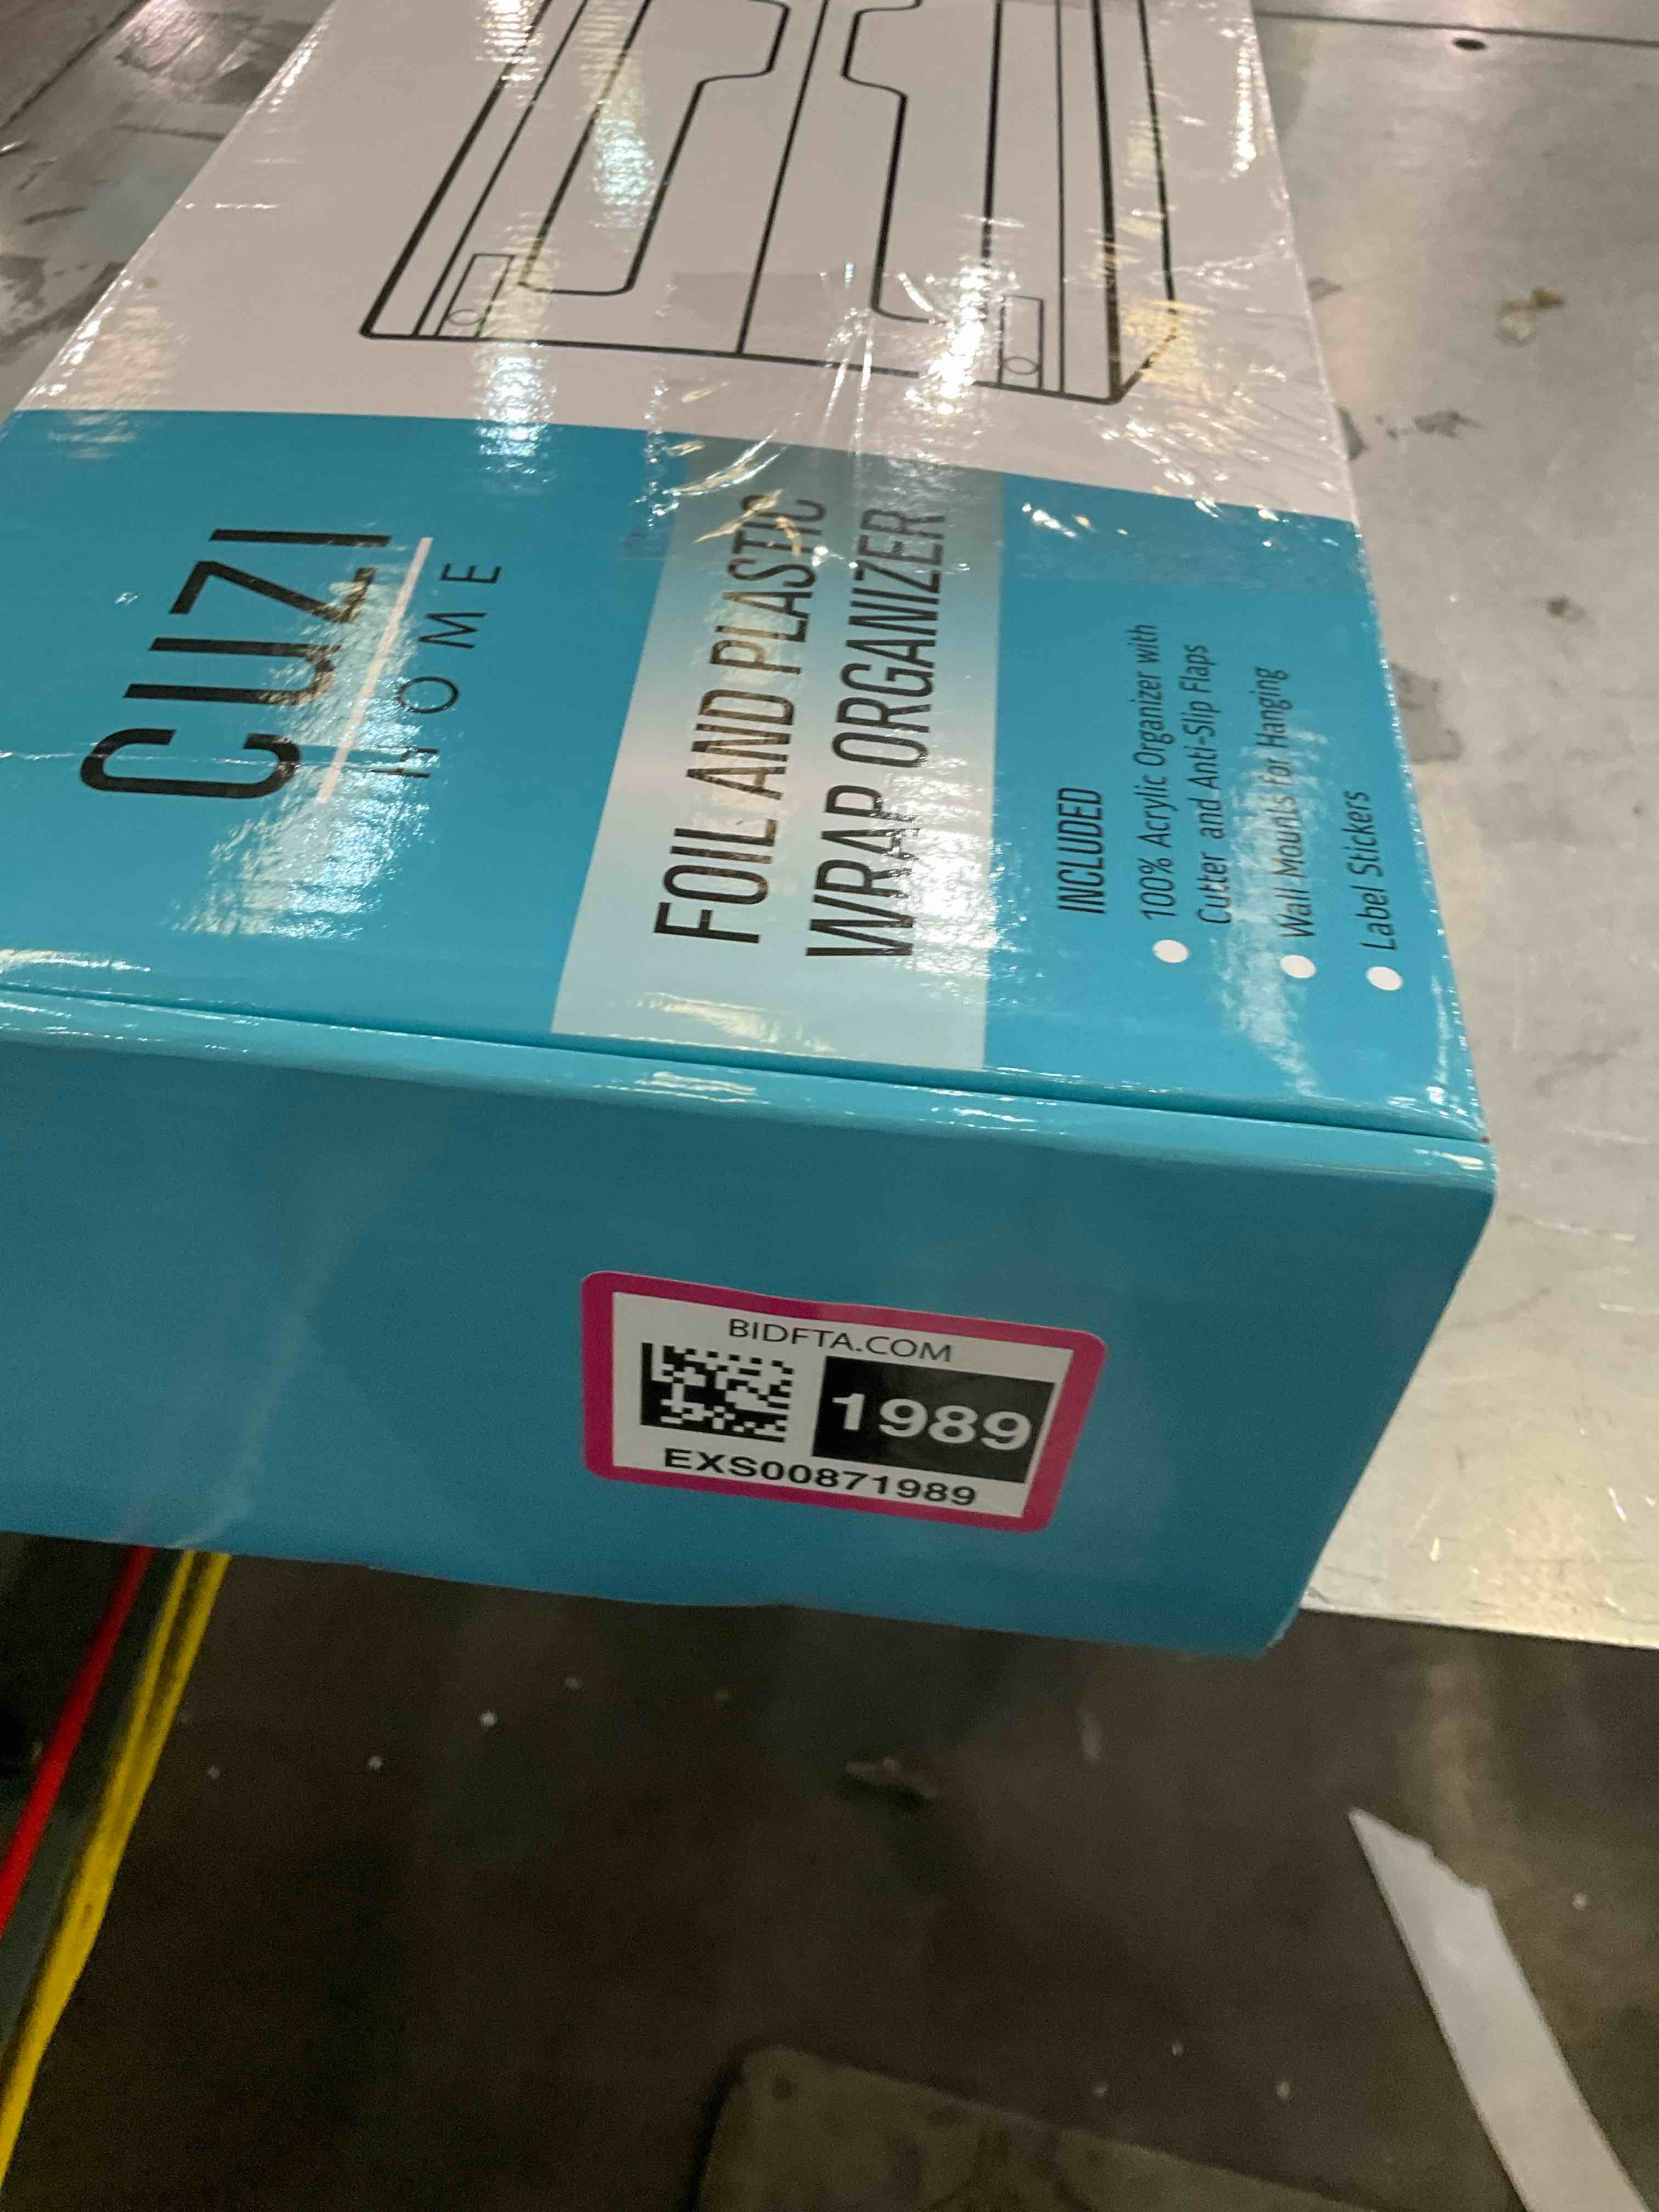 CUZI
HOME
FOIL AND PLASTIC
WRAP ORGANIZER
INCLUDED
100% Acrylic Organizer with
Cutter and Anti-Slip Flaps
Wall Mounts for Hanging
Label Stickers
BIDFTA.COM
1989
EXS00871989